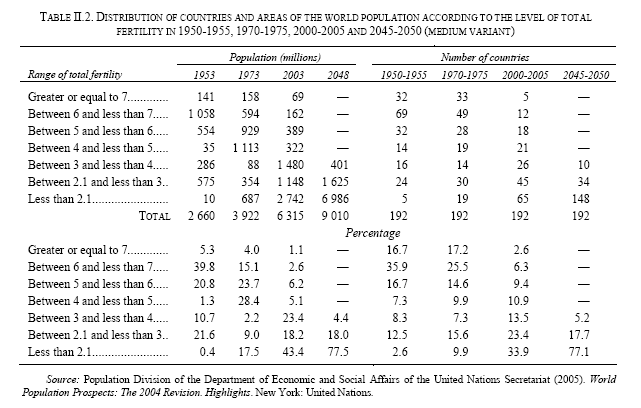 TABLE II.2. DISTRIBUTION OF COUNTRIES AND AREAS OF THE WORLD POPULATION ACCORDING TO THE LEVEL OF TOTAL
FERTILITY IN 1950-1955, 1970-1975, 2000-2005 AND 2045-2050 (MEDIUM VARIANT)
Population (millions) Number of countries
Range of total fertility 1953 1973 2003 2048 1950-1955 1970-1975 2000-2005 2045-2050
Greater or equal to 7............. 141 158 69 — 32 33 5 —
Between 6 and less than 7..... 1 058 594 162 — 69 49 12 —
Between 5 and less than 6..... 554 929 389 — 32 28 18 —
Between 4 and less than 5..... 35 1 113 322 — 14 19 21 —
Between 3 and less than 4..... 286 88 1 480 401 16 14 26 10
Between 2.1 and less than 3.. 575 354 1 148 1 625 24 30 45 34
Less than 2.1........................ 10 687 2 742 6 986 5 19 65 148
TOTAL 2 660 3 922 6 315 9 010 192 192 192 192
Percentage
Greater or equal to 7............. 5.3 4.0 1.1 — 16.7 17.2 2.6 —
Between 6 and less than 7..... 39.8 15.1 2.6 — 35.9 25.5 6.3 —
Between 5 and less than 6..... 20.8 23.7 6.2 — 16.7 14.6 9.4 —
Between 4 and less than 5..... 1.3 28.4 5.1 — 7.3 9.9 10.9 —
Between 3 and less than 4..... 10.7 2.2 23.4 4.4 8.3 7.3 13.5 5.2
Between 2.1 and less than 3.. 21.6 9.0 18.2 18.0 12.5 15.6 23.4 17.7
Less than 2.1........................ 0.4 17.5 43.4 77.5 2.6 9.9 33.9 77.1
Source: Population Division of the Department of Economic and Social Affairs of the United Nations Secretariat (2005). World
Population Prospects: The 2004 Revision. Highlights. New York: United Nations.